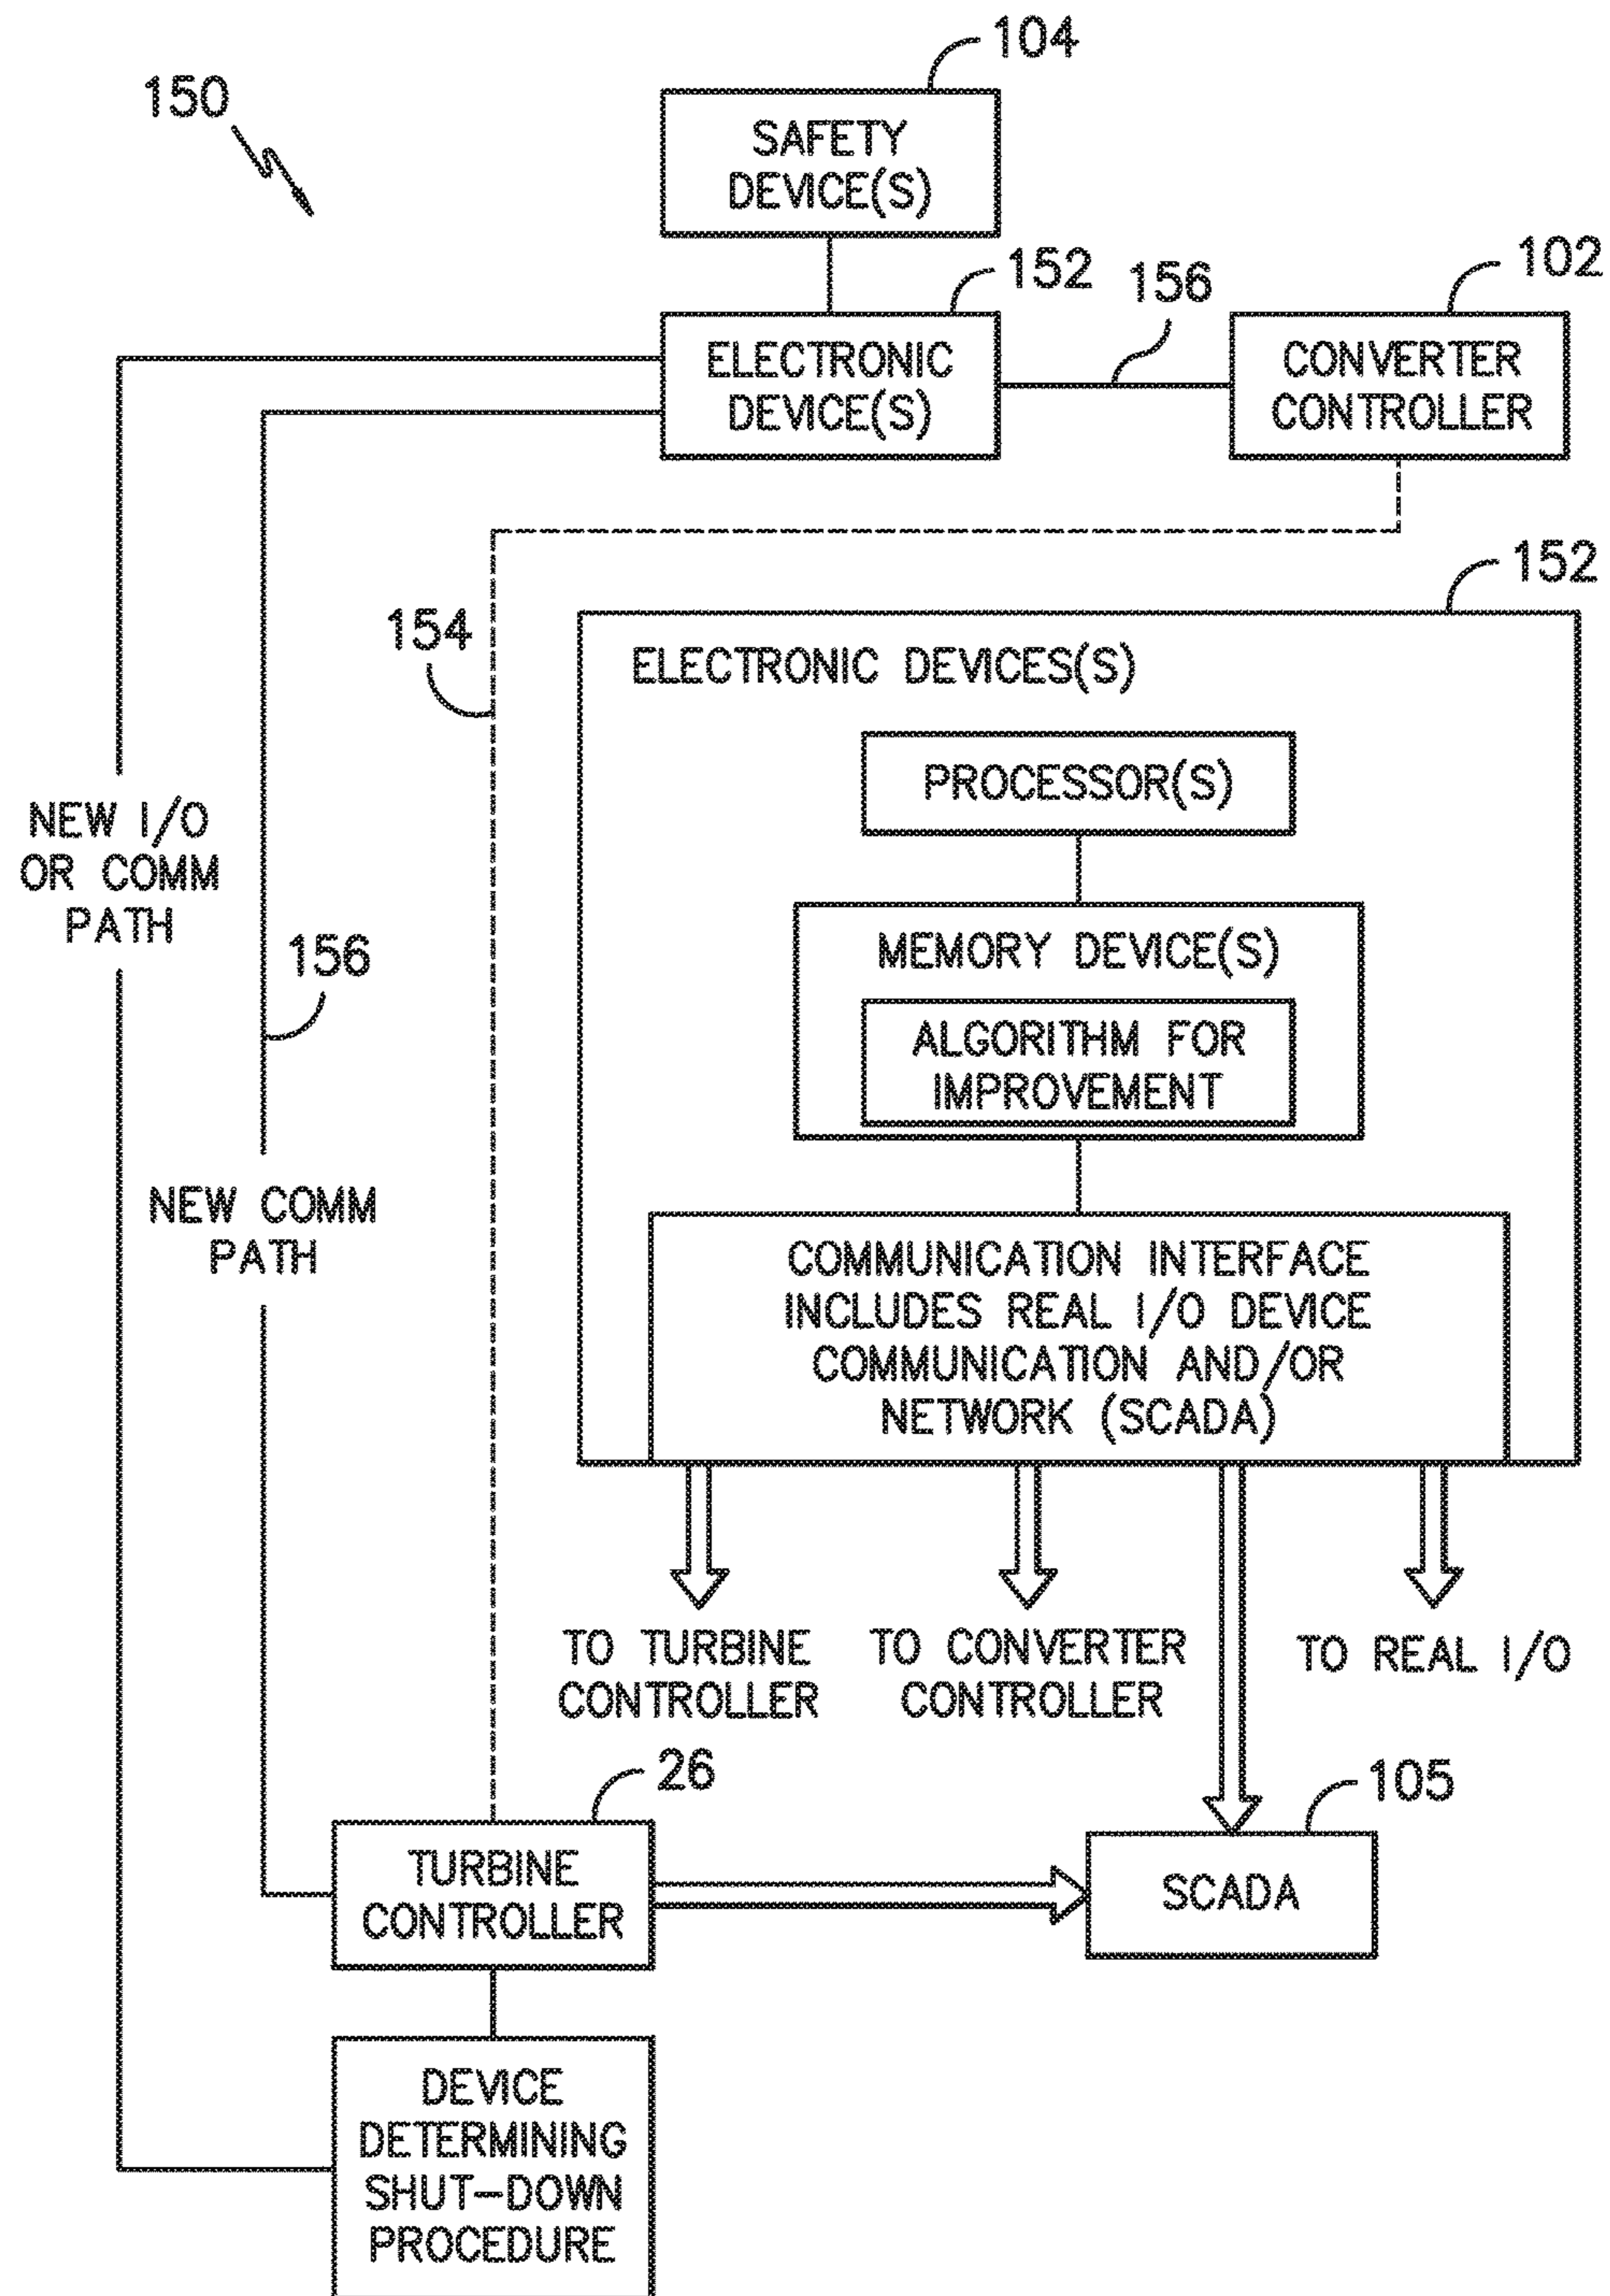 104
150
SAFETY
DEVICE(S)
152
156
102
ELECTRONIC
DEVICE(S)
CONVERTER
CONTROLLER
152
154
ELECTRONIC DEVICES(S)
PROCESSOR(S)
NEW I/O
OR COMM
PATH
156
MEMORY DEVICE(S)
ALGORITHM FOR
IMPROVEMENT
NEW COMM
PATH
COMMUNICATION INTERFACE
INCLUDES REAL I/O DEVICE
COMMUNICATION AND/OR
NETWORK (SCADA)
TO TURBINE
CONTROLLER
TO CONVERTER
CONTROLLER
TO REAL I/O
26
105
TURBINE
CONTROLLER
SCADA
DEVICE
DETERMINING
SHUT-DOWN
PROCEDURE